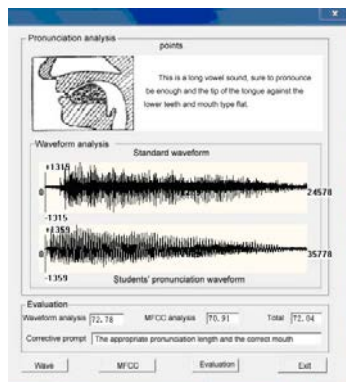 Pronunciation analysis
points
This is a long vowel sound, sure to pronounce
be enough and the tip of the tongue against the
lower teeth and mouth type flat.
Waveform analysis
Standard waveform
+1315
0 24578
-1315
+1359
0 35778
-1359 Students' pronunciation waveform
Evaluation
Waveform analysis 72.78 MFCC analysis 70.91 Total 72.04
Corrective prompt The appropriate pronunciation length and the correct mouth
Wave MFCC Evaluation Exit